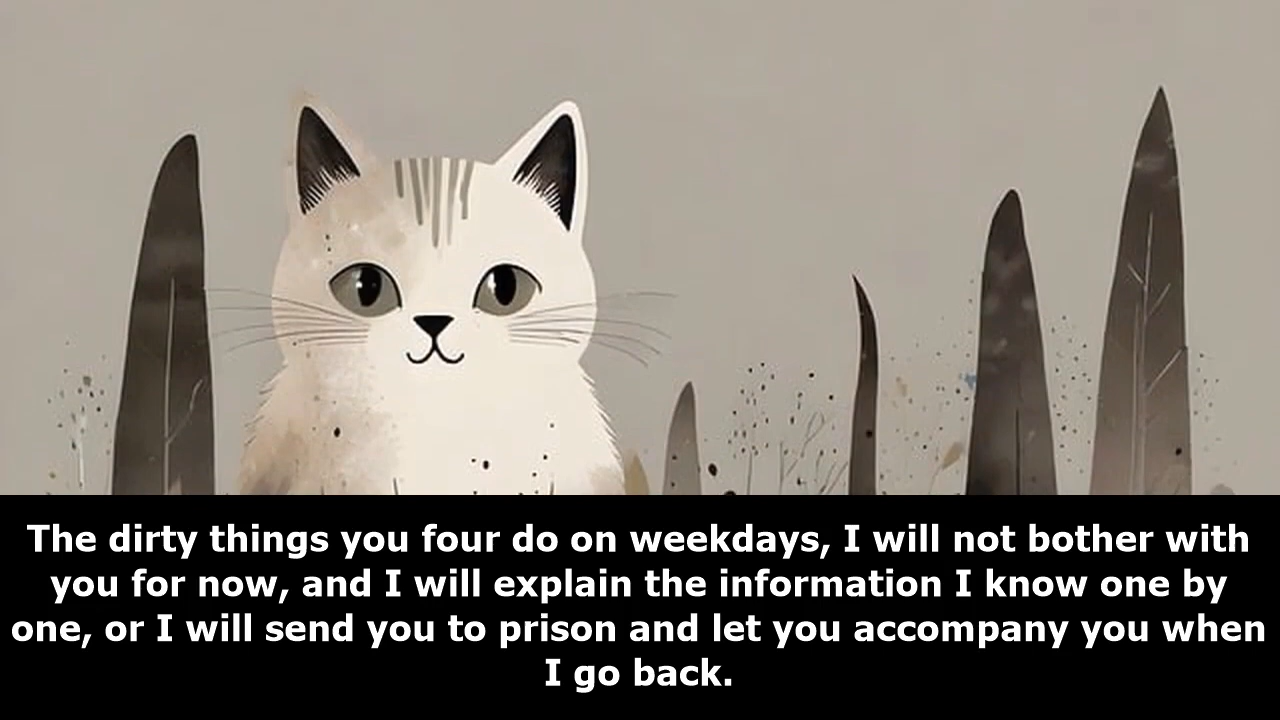 The dirty things you four do on weekdays, I will not bother with
you for now, and I will explain the information I know one by
one, or I will send you to prison and let you accompany you when
I go back.